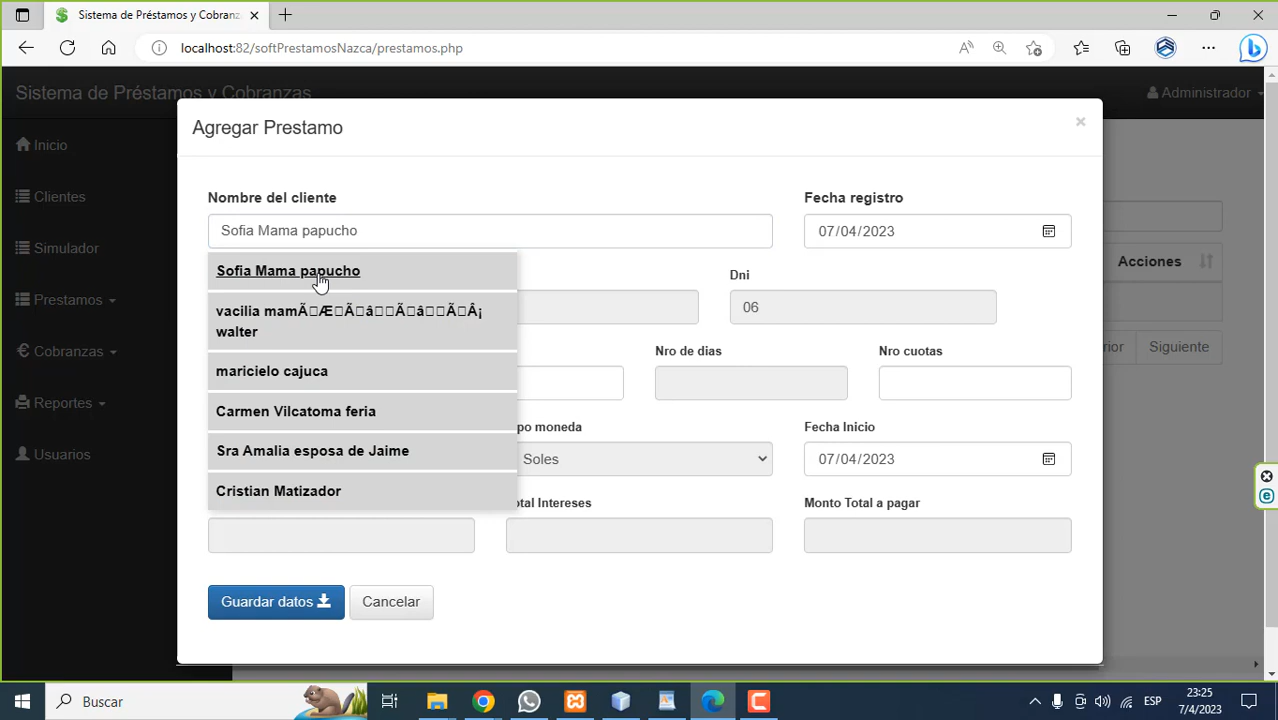 Sistema de Préstamos y Cobranz
localhost:82/softPrestamosNazca/prestamos.php
Sistema de Préstamos y Cobranzas
Administrador
Inicio
Clientes
Simulador
Prestamos
Cobranzas
Reportes
Usuarios
Agregar Prestamo
×
Nombre del cliente
Fecha registro
Sofia Mama papucho
07/04/2023
Sofia Mama papucho
vacilia mamÃ□Æ□Ã□â□□Ã□â□□Ã□Â¡
walter
maricielo cajuca
Carmen Vilcatoma feria
Sra Amalia esposa de Jaime
Cristian Matizador
Dni
06
Nro de dias
Nro cuotas
po moneda
Fecha Inicio
Soles
07/04/2023
otal Intereses
Monto Total a pagar
Guardar datos
Cancelar
Acciones
rior
Siguiente
Buscar
ESP
23:25
7/4/2023